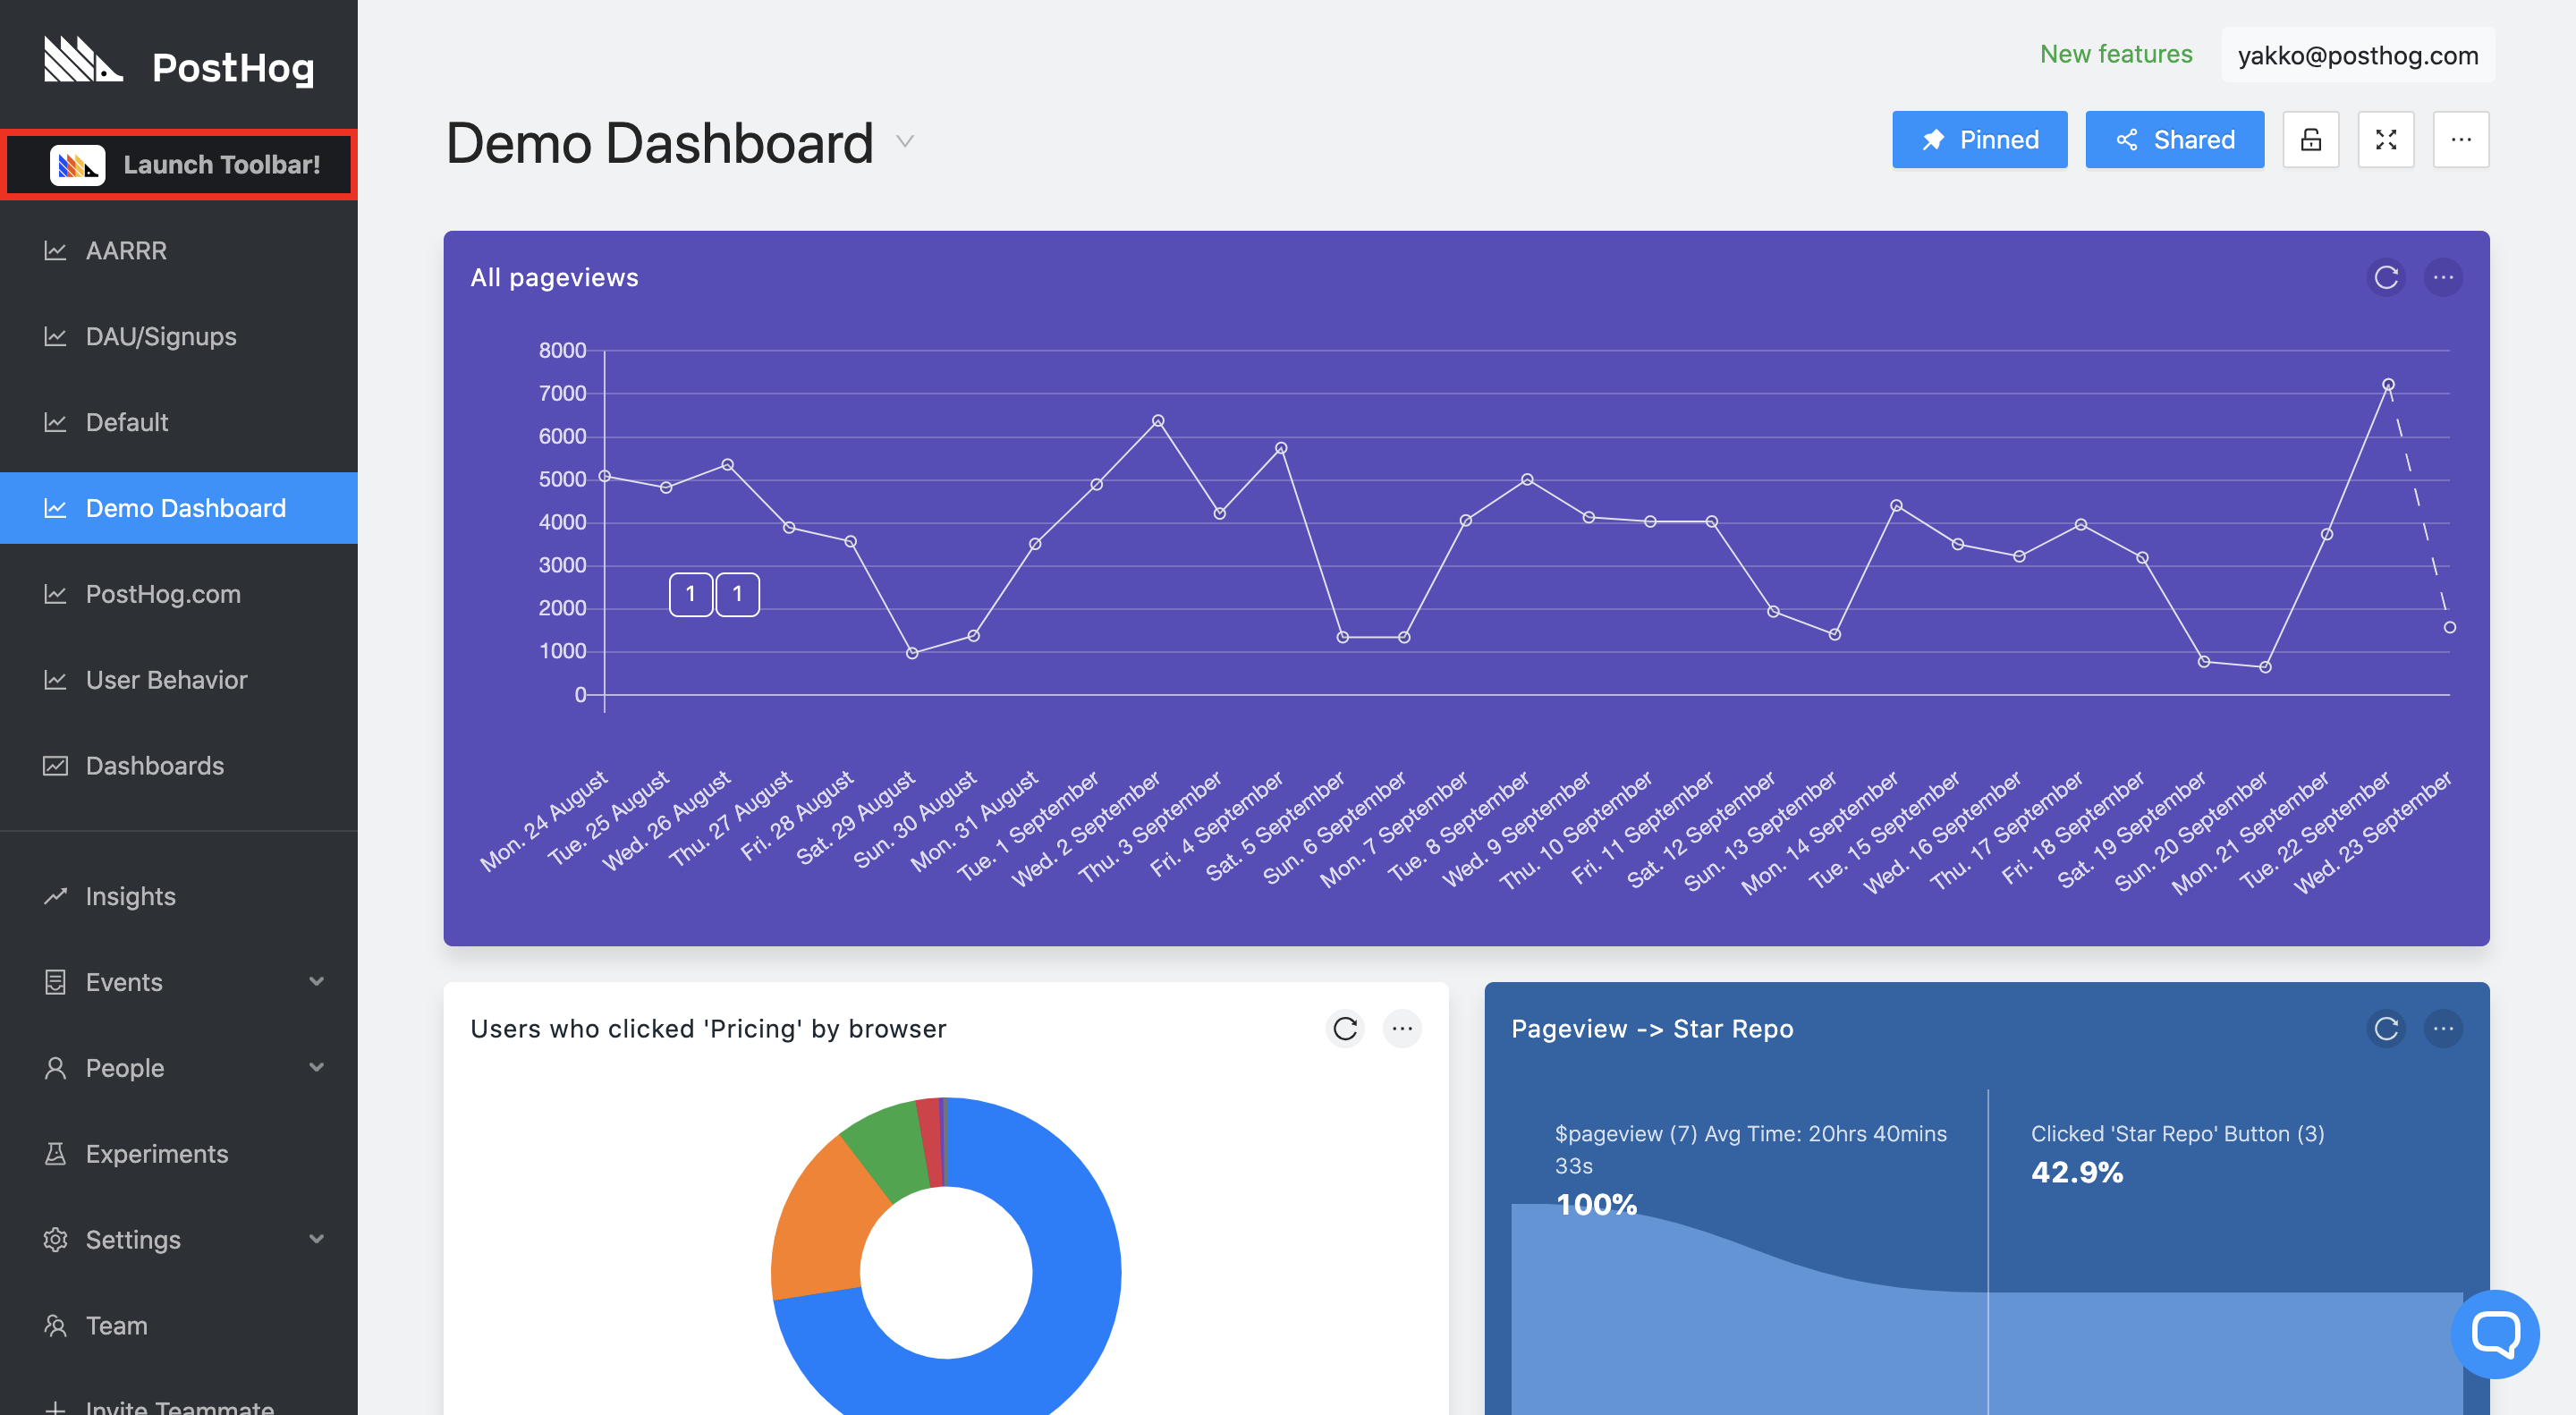 PostHog
Launch Toolbar!
AARRR
DAU/Signups
Default
Demo Dashboard
PostHog.com
User Behavior
Dashboards
Insights
Events
People
Experiments
Settings
Team
Invite Teammate
New features
yakko@posthog.com
Demo Dashboard
Pinned
Shared
All pageviews
8000
7000
6000
5000
4000
3000
2000
1000
0
1 1
Mon. 24 August
Tue. 25 August
Wed. 26 August
Thu. 27 August
Fri. 28 August
Sat. 29 August
Sun. 30 August
Mon. 31 August
Tue. 1 September
Wed. 2 September
Thu. 3 September
Fri. 4 September
Sat. 5 September
Sun. 6 September
Mon. 7 September
Tue. 8 September
Wed. 9 September
Thu. 10 September
Fri. 11 September
Sat. 12 September
Sun. 13 September
Mon. 14 September
Tue. 15 September
Wed. 16 September
Thu. 17 September
Fri. 18 September
Sat. 19 September
Sun. 20 September
Mon. 21 September
Tue. 22 September
Wed. 23 September
Users who clicked 'Pricing' by browser
Pageview -> Star Repo
$pageview (7) Avg Time: 20hrs 40mins
33s
100%
Clicked 'Star Repo' Button (3)
42.9%